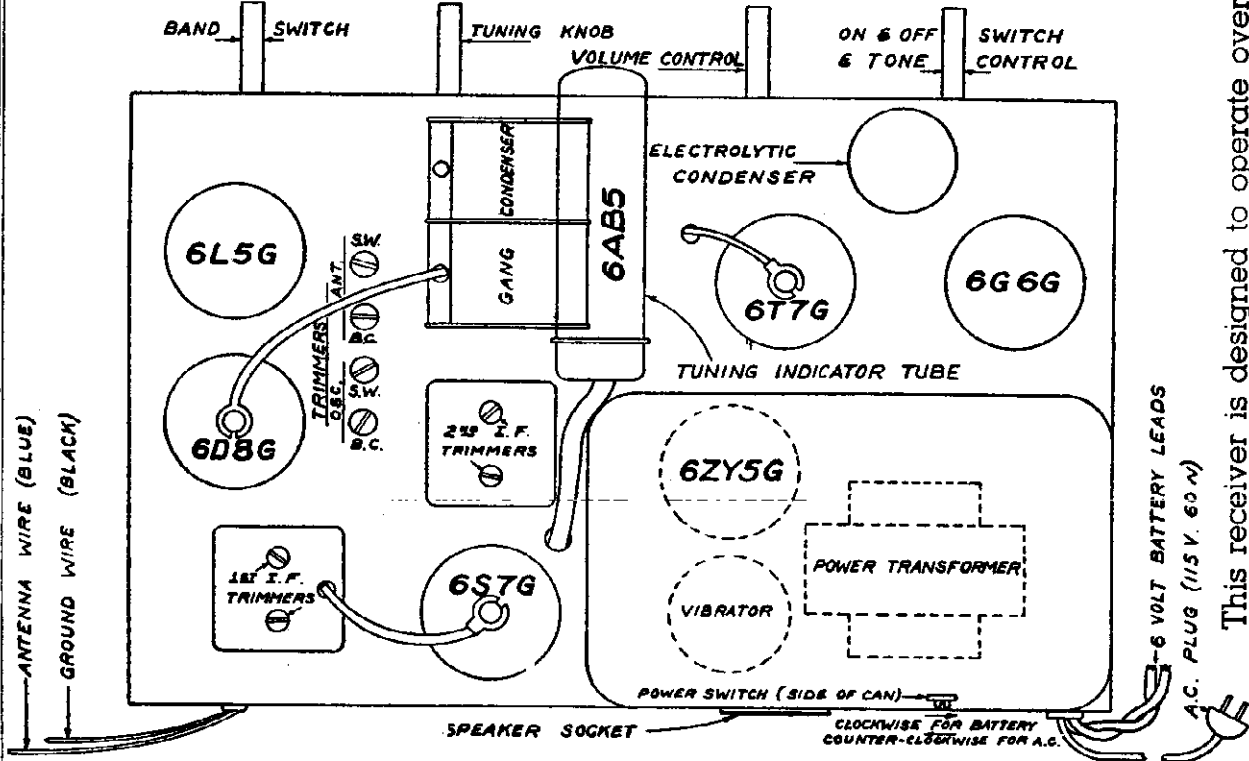 BAND SWITCH
TUNING KNOB
VOLUME CONTROL
ON & OFF SWITCH
& TONE CONTROL
ELECTROLYTIC
CONDENSER
GANG CONDENSER
6AB5
6L5G
S.W.
ANT.
B.C.
TRIMMERS
S.W.
OSC.
B.C.
6T7G
6G6G
TUNING INDICATOR TUBE
6D8G
2ND I.F.
TRIMMERS
6ZY5G
POWER TRANSFORMER
VIBRATOR
1ST I.F.
TRIMMERS
6S7G
ANTENNA WIRE (BLUE)
GROUND WIRE (BLACK)
POWER SWITCH (SIDE OF CAN)
SPEAKER SOCKET
CLOCKWISE FOR BATTERY
COUNTER-CLOCKWISE FOR A.C.
6 VOLT BATTERY LEADS
A.C. PLUG (115 V. 60 ~)
This receiver is designed to operate over